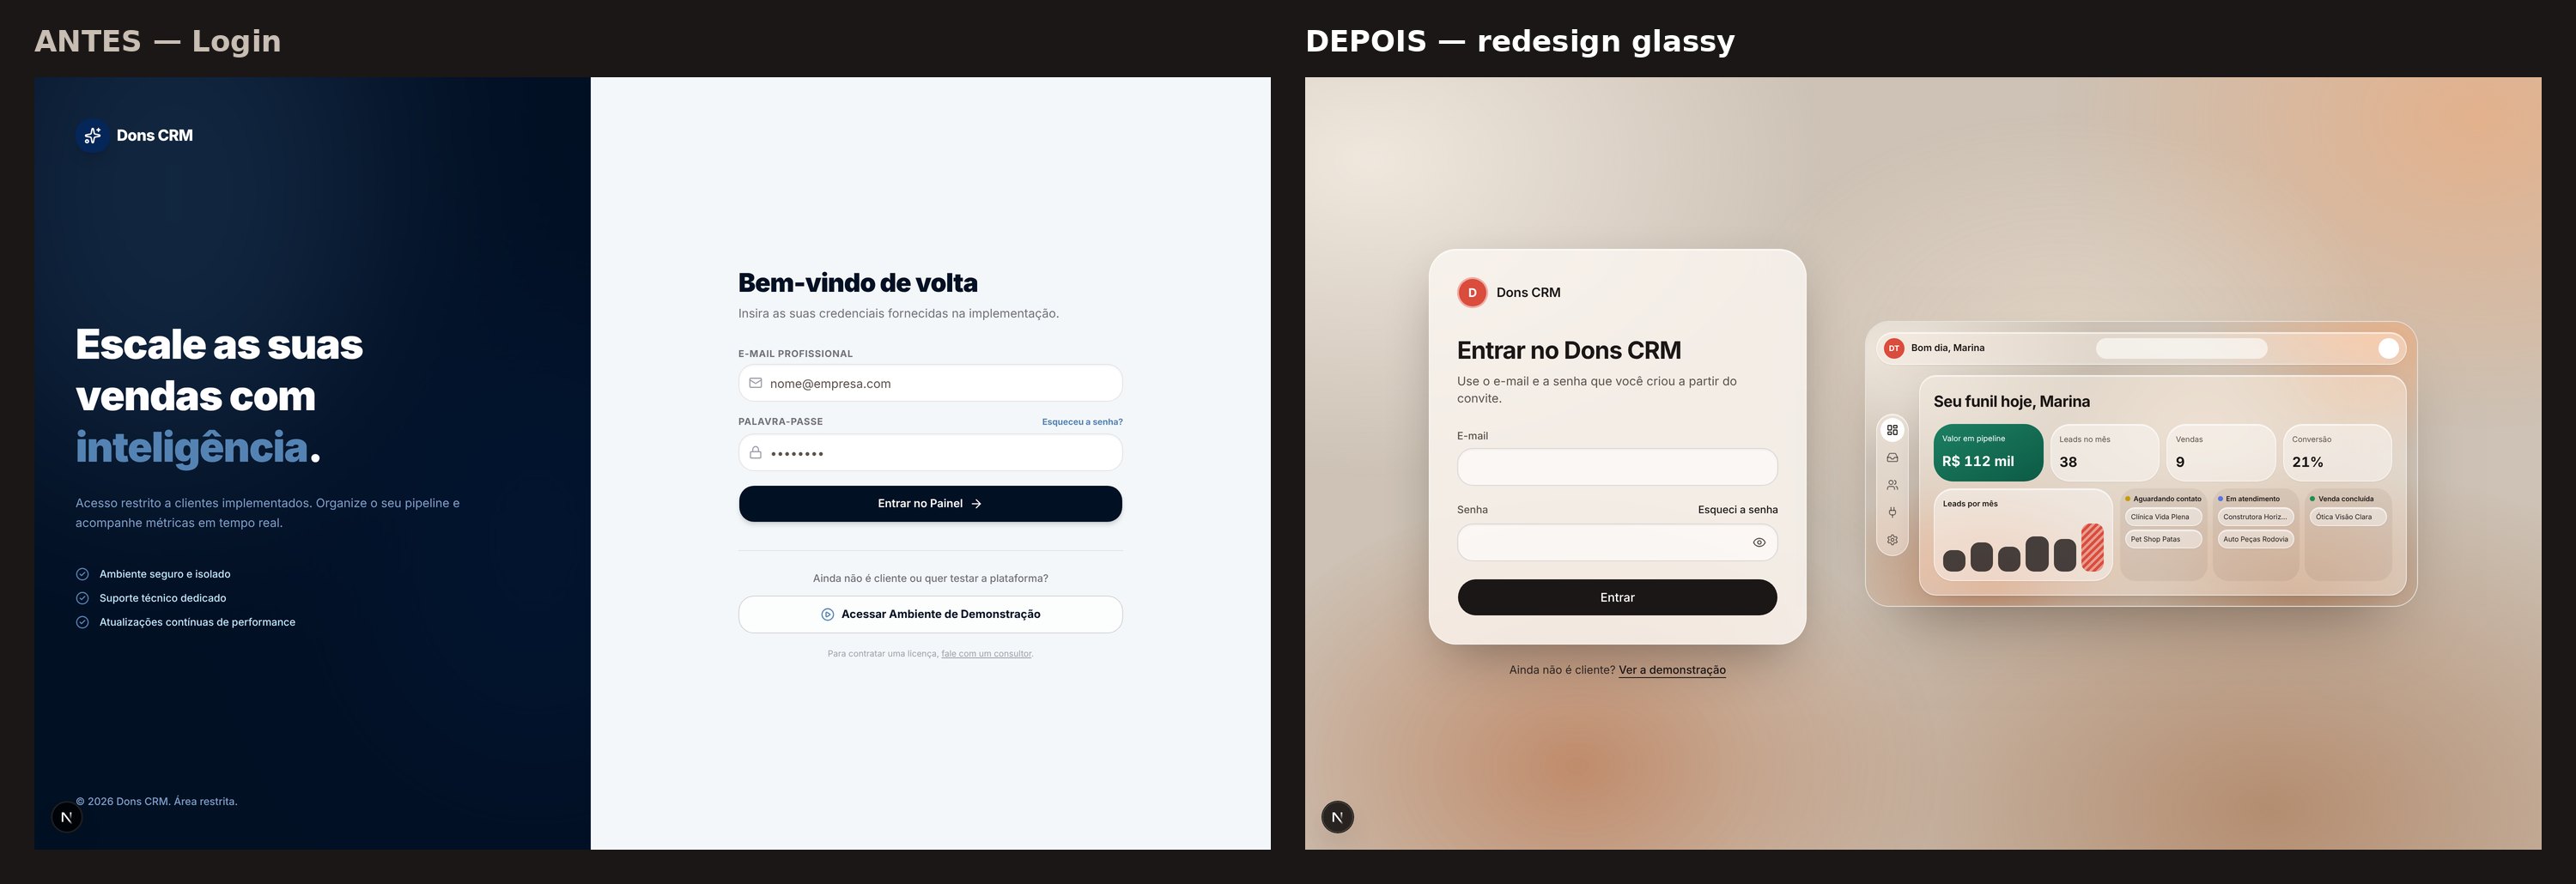 ANTES — Login
Dons CRM
Escale as suas
vendas com
inteligência.
Acesso restrito a clientes implementados. Organize o seu pipeline e
acompanhe métricas em tempo real.
Ambiente seguro e isolado
Suporte técnico dedicado
Atualizações contínuas de performance
© 2026 Dons CRM. Área restrita.
N
Bem-vindo de volta
Insira as suas credenciais fornecidas na implementação.
E-MAIL PROFISSIONAL
nome@empresa.com
PALAVRA-PASSE
Esqueceu a senha?
••••••••
Entrar no Painel →
Ainda não é cliente ou quer testar a plataforma?
Acessar Ambiente de Demonstração
Para contratar uma licença, fale com um consultor.
DEPOIS — redesign glassy
D
Dons CRM
Entrar no Dons CRM
Use o e-mail e a senha que você criou a partir do
convite.
E-mail
Senha
Esqueci a senha
Entrar
Ainda não é cliente? Ver a demonstração
N
DT
Bom dia, Marina
Seu funil hoje, Marina
Valor em pipeline
R$ 112 mil
Leads no mês
38
Vendas
9
Conversão
21%
Leads por mês
Aguardando contato
Clínica Vida Plena
Pet Shop Patas
Em atendimento
Construtora Horiz...
Auto Peças Rodovia
Venda concluída
Ótica Visão Clara